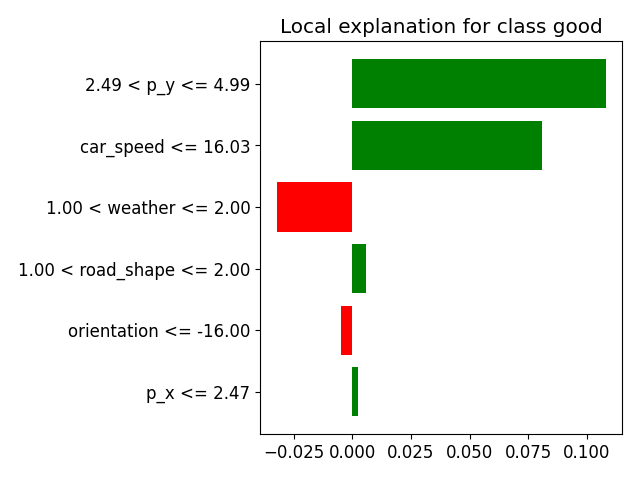 Local explanation for class good
2.49 < p_y <= 4.99
car_speed <= 16.03
1.00 < weather <= 2.00
1.00 < road_shape <= 2.00
orientation <= -16.00
p_x <= 2.47
−0.025 0.000 0.025 0.050 0.075 0.100